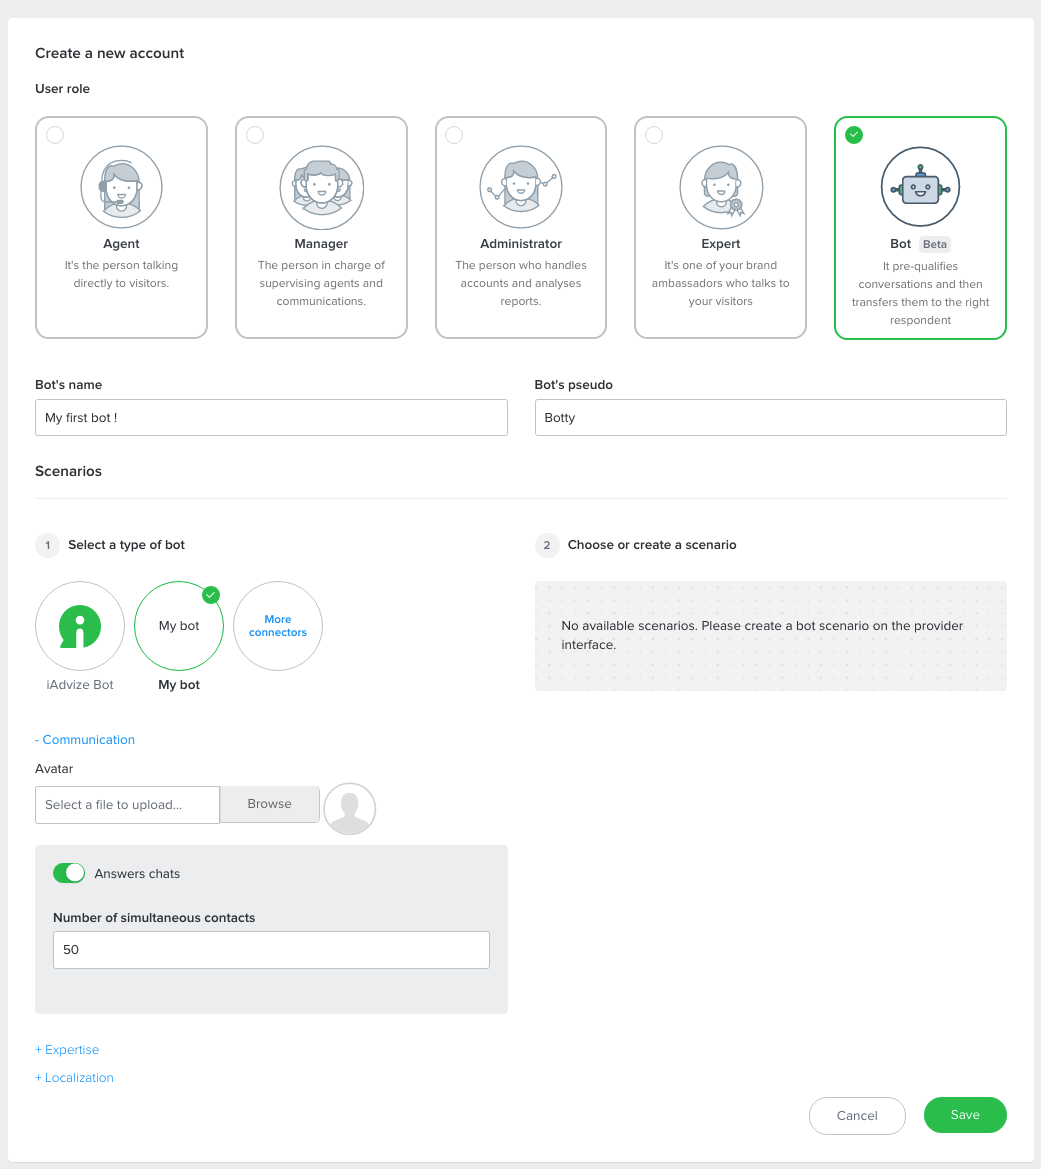 Create a new account
User role
Agent
It's the person talking
directly to visitors.
Manager
The person in charge of
supervising agents and
communications.
Administrator
The person who handles
accounts and analyses
reports.
Expert
It's one of your brand
ambassadors who talks to
your visitors
Bot Beta
It pre-qualifies
conversations and then
transfers them to the right
respondent
Bot's name
My first bot !
Bot's pseudo
Botty
Scenarios
1 Select a type of bot
iAdvize Bot
My bot
My bot
More
connectors
2 Choose or create a scenario
No available scenarios. Please create a bot scenario on the provider
interface.
- Communication
Avatar
Select a file to upload...
Browse
Answers chats
Number of simultaneous contacts
50
+ Expertise
+ Localization
Cancel
Save